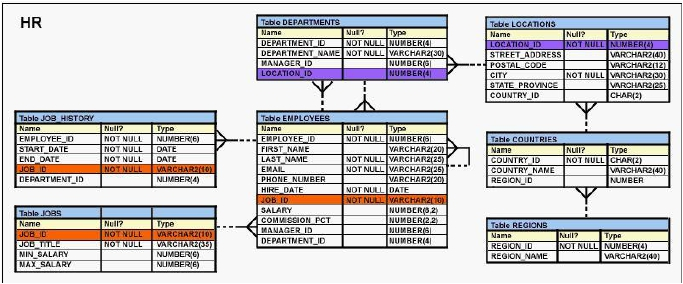 HR
Table DEPARTMENTS
Name Null? Type
DEPARTMENT_ID NOT NULL NUMBER(4)
DEPARTMENT_NAME NOT NULL VARCHAR2(30)
MANAGER_ID NUMBER(6)
LOCATION_ID NUMBER(4)
Table LOCATIONS
Name Null? Type
LOCATION_ID NOT NULL NUMBER(4)
STREET_ADDRESS VARCHAR2(40)
POSTAL_CODE VARCHAR2(12)
CITY NOT NULL VARCHAR2(30)
STATE_PROVINCE VARCHAR2(25)
COUNTRY_ID CHAR(2)
Table JOB_HISTORY
Name Null? Type
EMPLOYEE_ID NOT NULL NUMBER(6)
START_DATE NOT NULL DATE
END_DATE NOT NULL DATE
JOB_ID NOT NULL VARCHAR2(10)
DEPARTMENT_ID NUMBER(4)
Table EMPLOYEES
Name Null? Type
EMPLOYEE_ID NOT NULL NUMBER(6)
FIRST_NAME VARCHAR2(20)
LAST_NAME NOT NULL VARCHAR2(25)
EMAIL NOT NULL VARCHAR2(25)
PHONE_NUMBER VARCHAR2(20)
HIRE_DATE NOT NULL DATE
JOB_ID NOT NULL VARCHAR2(10)
SALARY NUMBER(8,2)
COMMISSION_PCT NUMBER(2,2)
MANAGER_ID NUMBER(6)
DEPARTMENT_ID NUMBER(4)
Table COUNTRIES
Name Null? Type
COUNTRY_ID NOT NULL CHAR(2)
COUNTRY_NAME VARCHAR2(40)
REGION_ID NUMBER
Table JOBS
Name Null? Type
JOB_ID NOT NULL VARCHAR2(10)
JOB_TITLE NOT NULL VARCHAR2(35)
MIN_SALARY NUMBER(6)
MAX_SALARY NUMBER(6)
Table REGIONS
Name Null? Type
REGION_ID NOT NULL NUMBER(4)
REGION_NAME VARCHAR2(40)